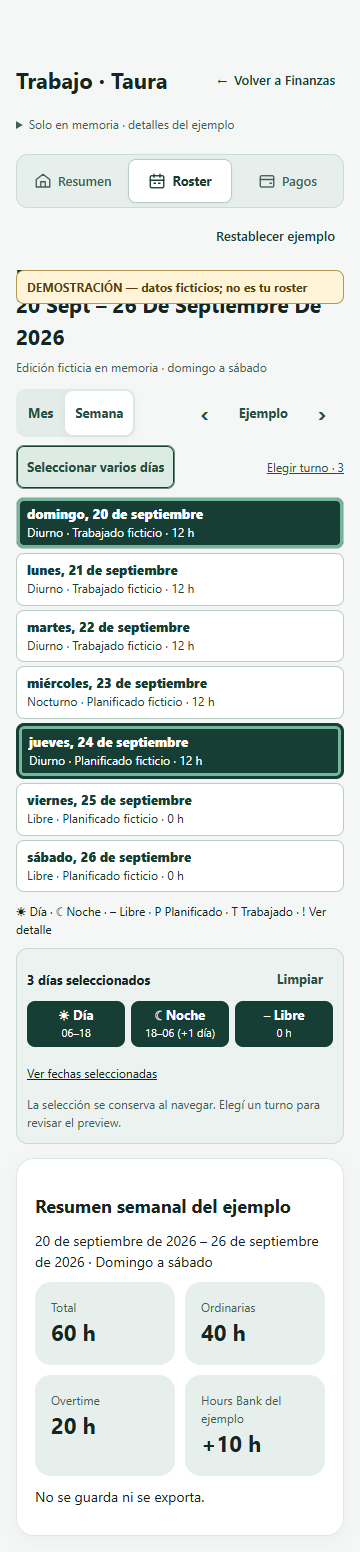 Trabajo · Taura
← Volver a Finanzas
▶ Solo en memoria · detalles del ejemplo
Resumen
Roster
Pagos
Restablecer ejemplo
DEMOSTRACIÓN — datos ficticios; no es tu roster
20 Sept – 26 De Septiembre De
2026
Edición ficticia en memoria · domingo a sábado
Mes
Semana
‹
Ejemplo
›
Seleccionar varios días
Elegir turno · 3
domingo, 20 de septiembre
Diurno · Trabajado ficticio · 12 h
lunes, 21 de septiembre
Diurno · Trabajado ficticio · 12 h
martes, 22 de septiembre
Diurno · Trabajado ficticio · 12 h
miércoles, 23 de septiembre
Nocturno · Planificado ficticio · 12 h
jueves, 24 de septiembre
Diurno · Planificado ficticio · 12 h
viernes, 25 de septiembre
Libre · Planificado ficticio · 0 h
sábado, 26 de septiembre
Libre · Planificado ficticio · 0 h
☀ Día · ☾ Noche · – Libre · P Planificado · T Trabajado · ! Ver
detalle
3 días seleccionados
Limpiar
☀ Día
06–18
☾ Noche
18–06 (+1 día)
– Libre
0 h
Ver fechas seleccionadas
La selección se conserva al navegar. Elegí un turno para
revisar el preview.
Resumen semanal del ejemplo
20 de septiembre de 2026 – 26 de septiembre
de 2026 · Domingo a sábado
Total
60 h
Ordinarias
40 h
Overtime
20 h
Hours Bank del
ejemplo
+10 h
No se guarda ni se exporta.